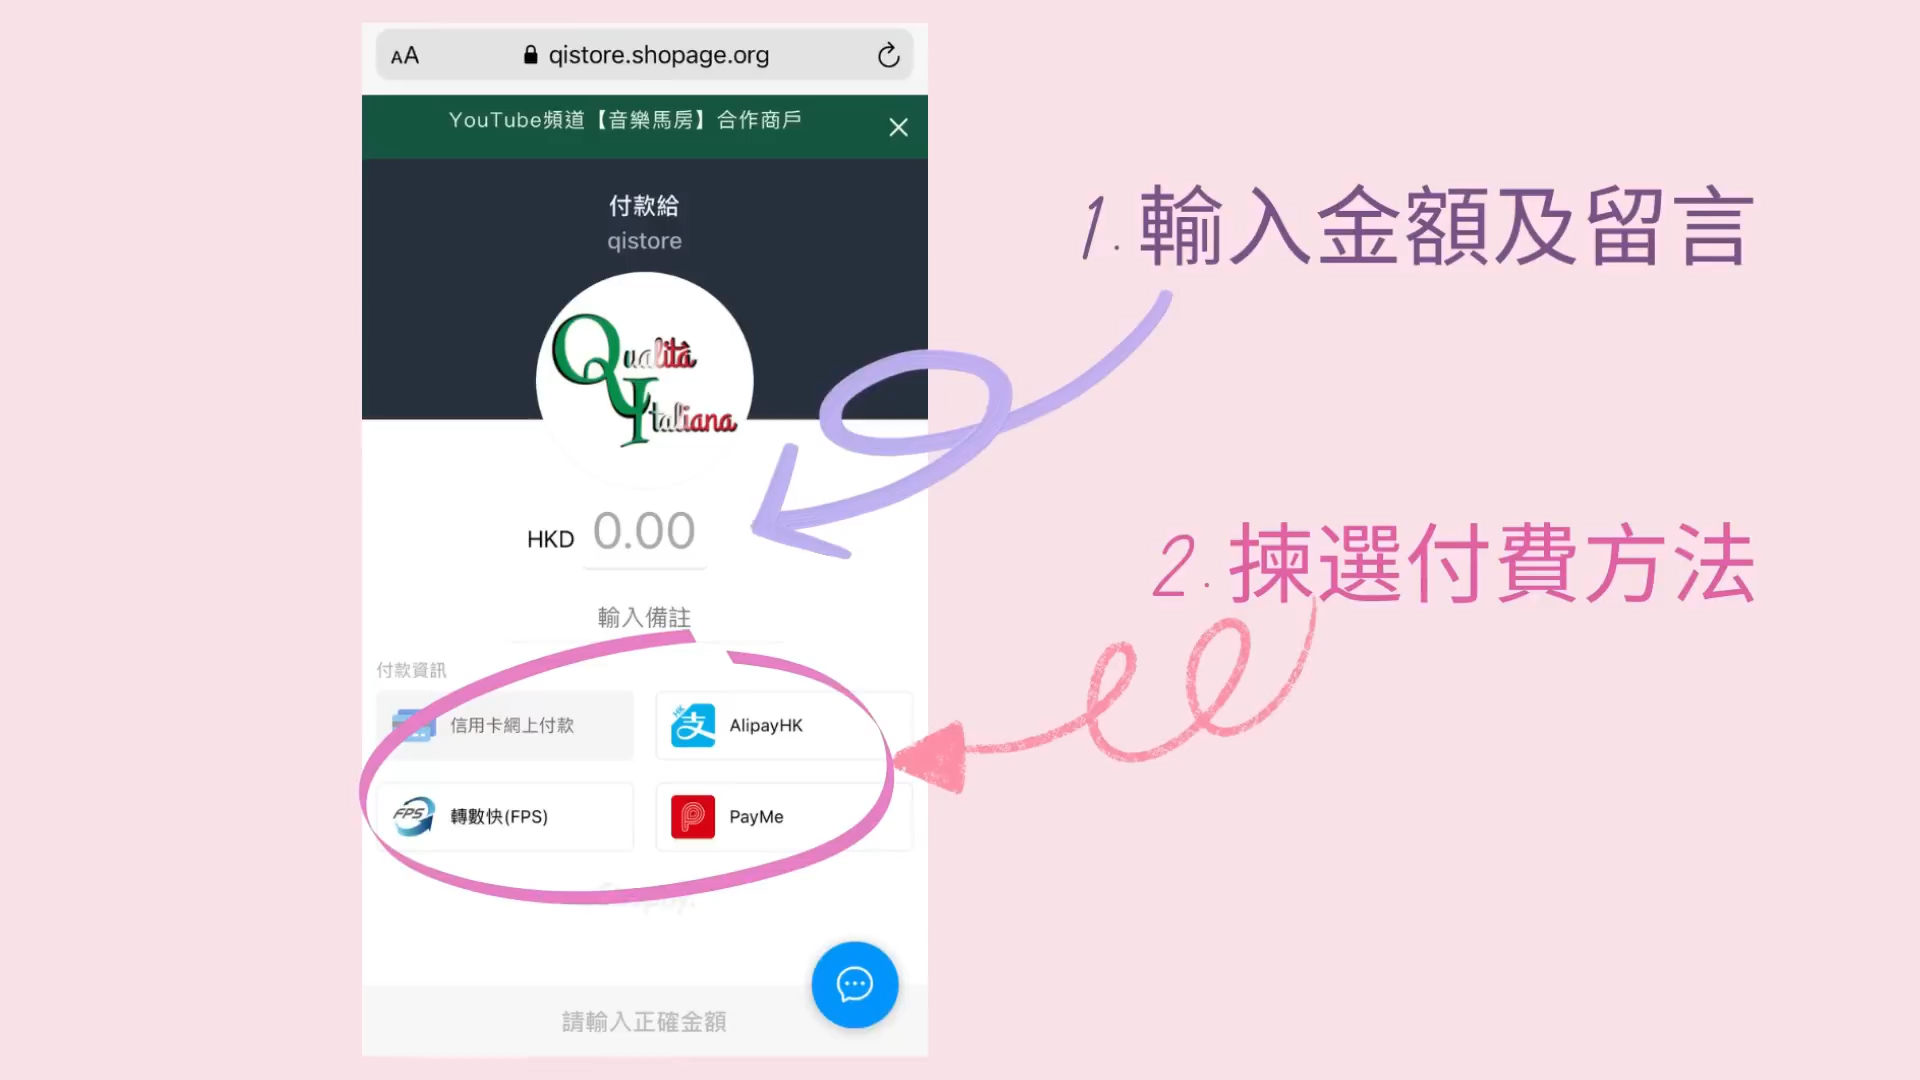 AA qistore.shopage.org
YouTube頻道【音樂馬房】合作商戶
付款給
qistore
Qualità
Italiana
HKD 0.00
輸入備註
付款資訊
信用卡網上付款
AlipayHK
FPS 轉數快(FPS)
PayMe
請輸入正確金額
1.輸入金額及留言
2.揀選付費方法